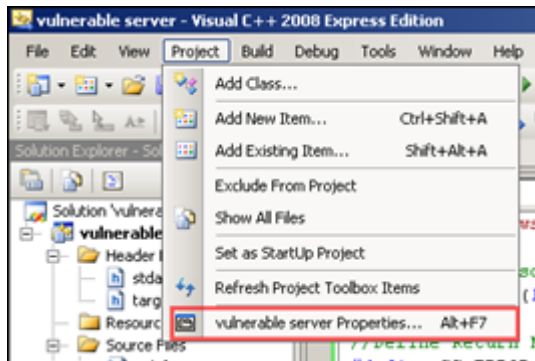 vulnerable server - Visual C++ 2008 Express Edition
File Edit View Project Build Debug Tools Window Help
Add Class...
Add New Item... Ctrl+Shift+A
Add Existing Item... Shift+Alt+A
Exclude From Project
Show All Files
Set as StartUp Project
Refresh Project Toolbox Items
vulnerable server Properties... Alt+F7
Solution Explorer - Sol
Solution 'vulnera
vulnerable
Header
stda
targ
Resourc
Source Files
//Define Return